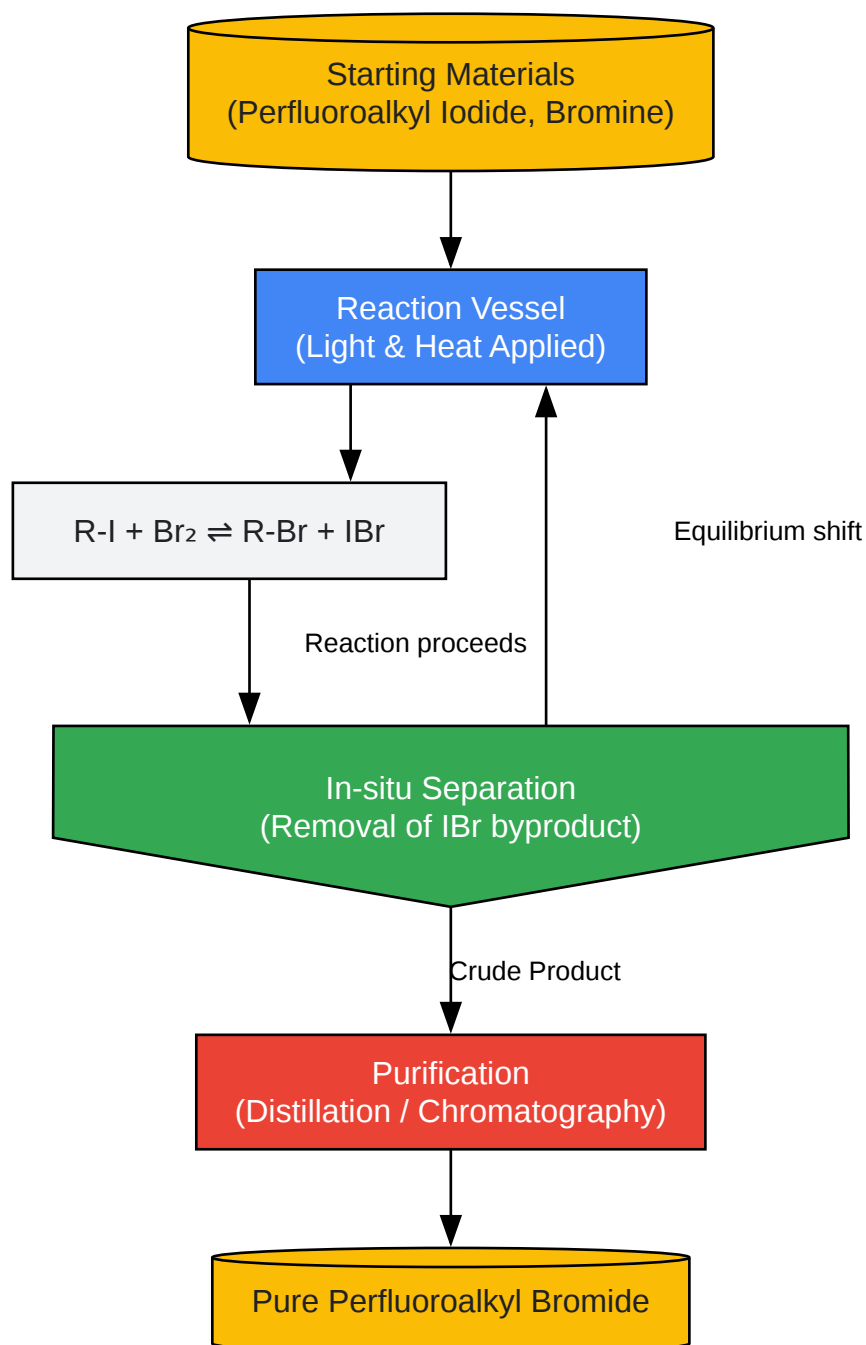 Starting Materials
(Perfluoroalkyl Iodide, Bromine)
Reaction Vessel
(Light & Heat Applied)
R-I + Br₂ ⇌ R-Br + IBr
Equilibrium shift
Reaction proceeds
In-situ Separation
(Removal of IBr byproduct)
Crude Product
Purification
(Distillation / Chromatography)
Pure Perfluoroalkyl Bromide